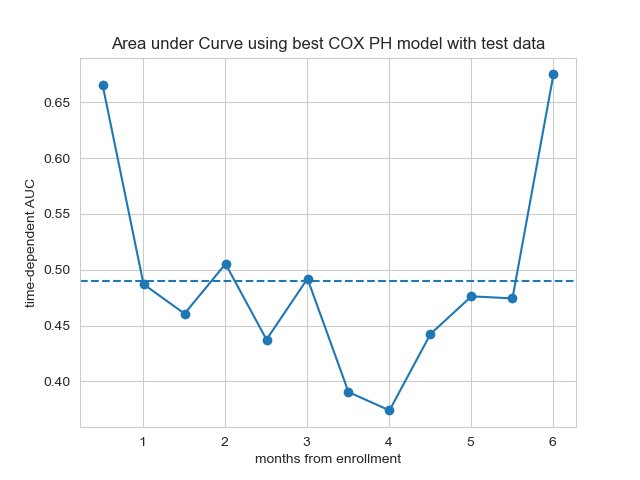 Area under Curve using best COX PH model with test data
time-dependent AUC
0.65
0.60
0.55
0.50
0.45
0.40
1 2 3 4 5 6
months from enrollment